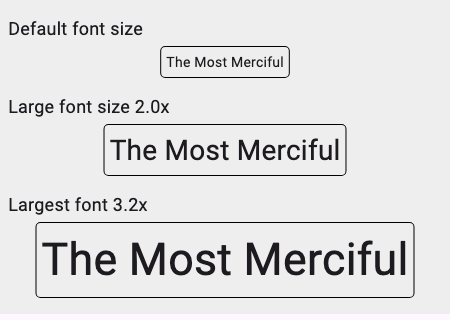 Default font size
The Most Merciful
Large font size 2.0x
The Most Merciful
Largest font 3.2x
The Most Merciful